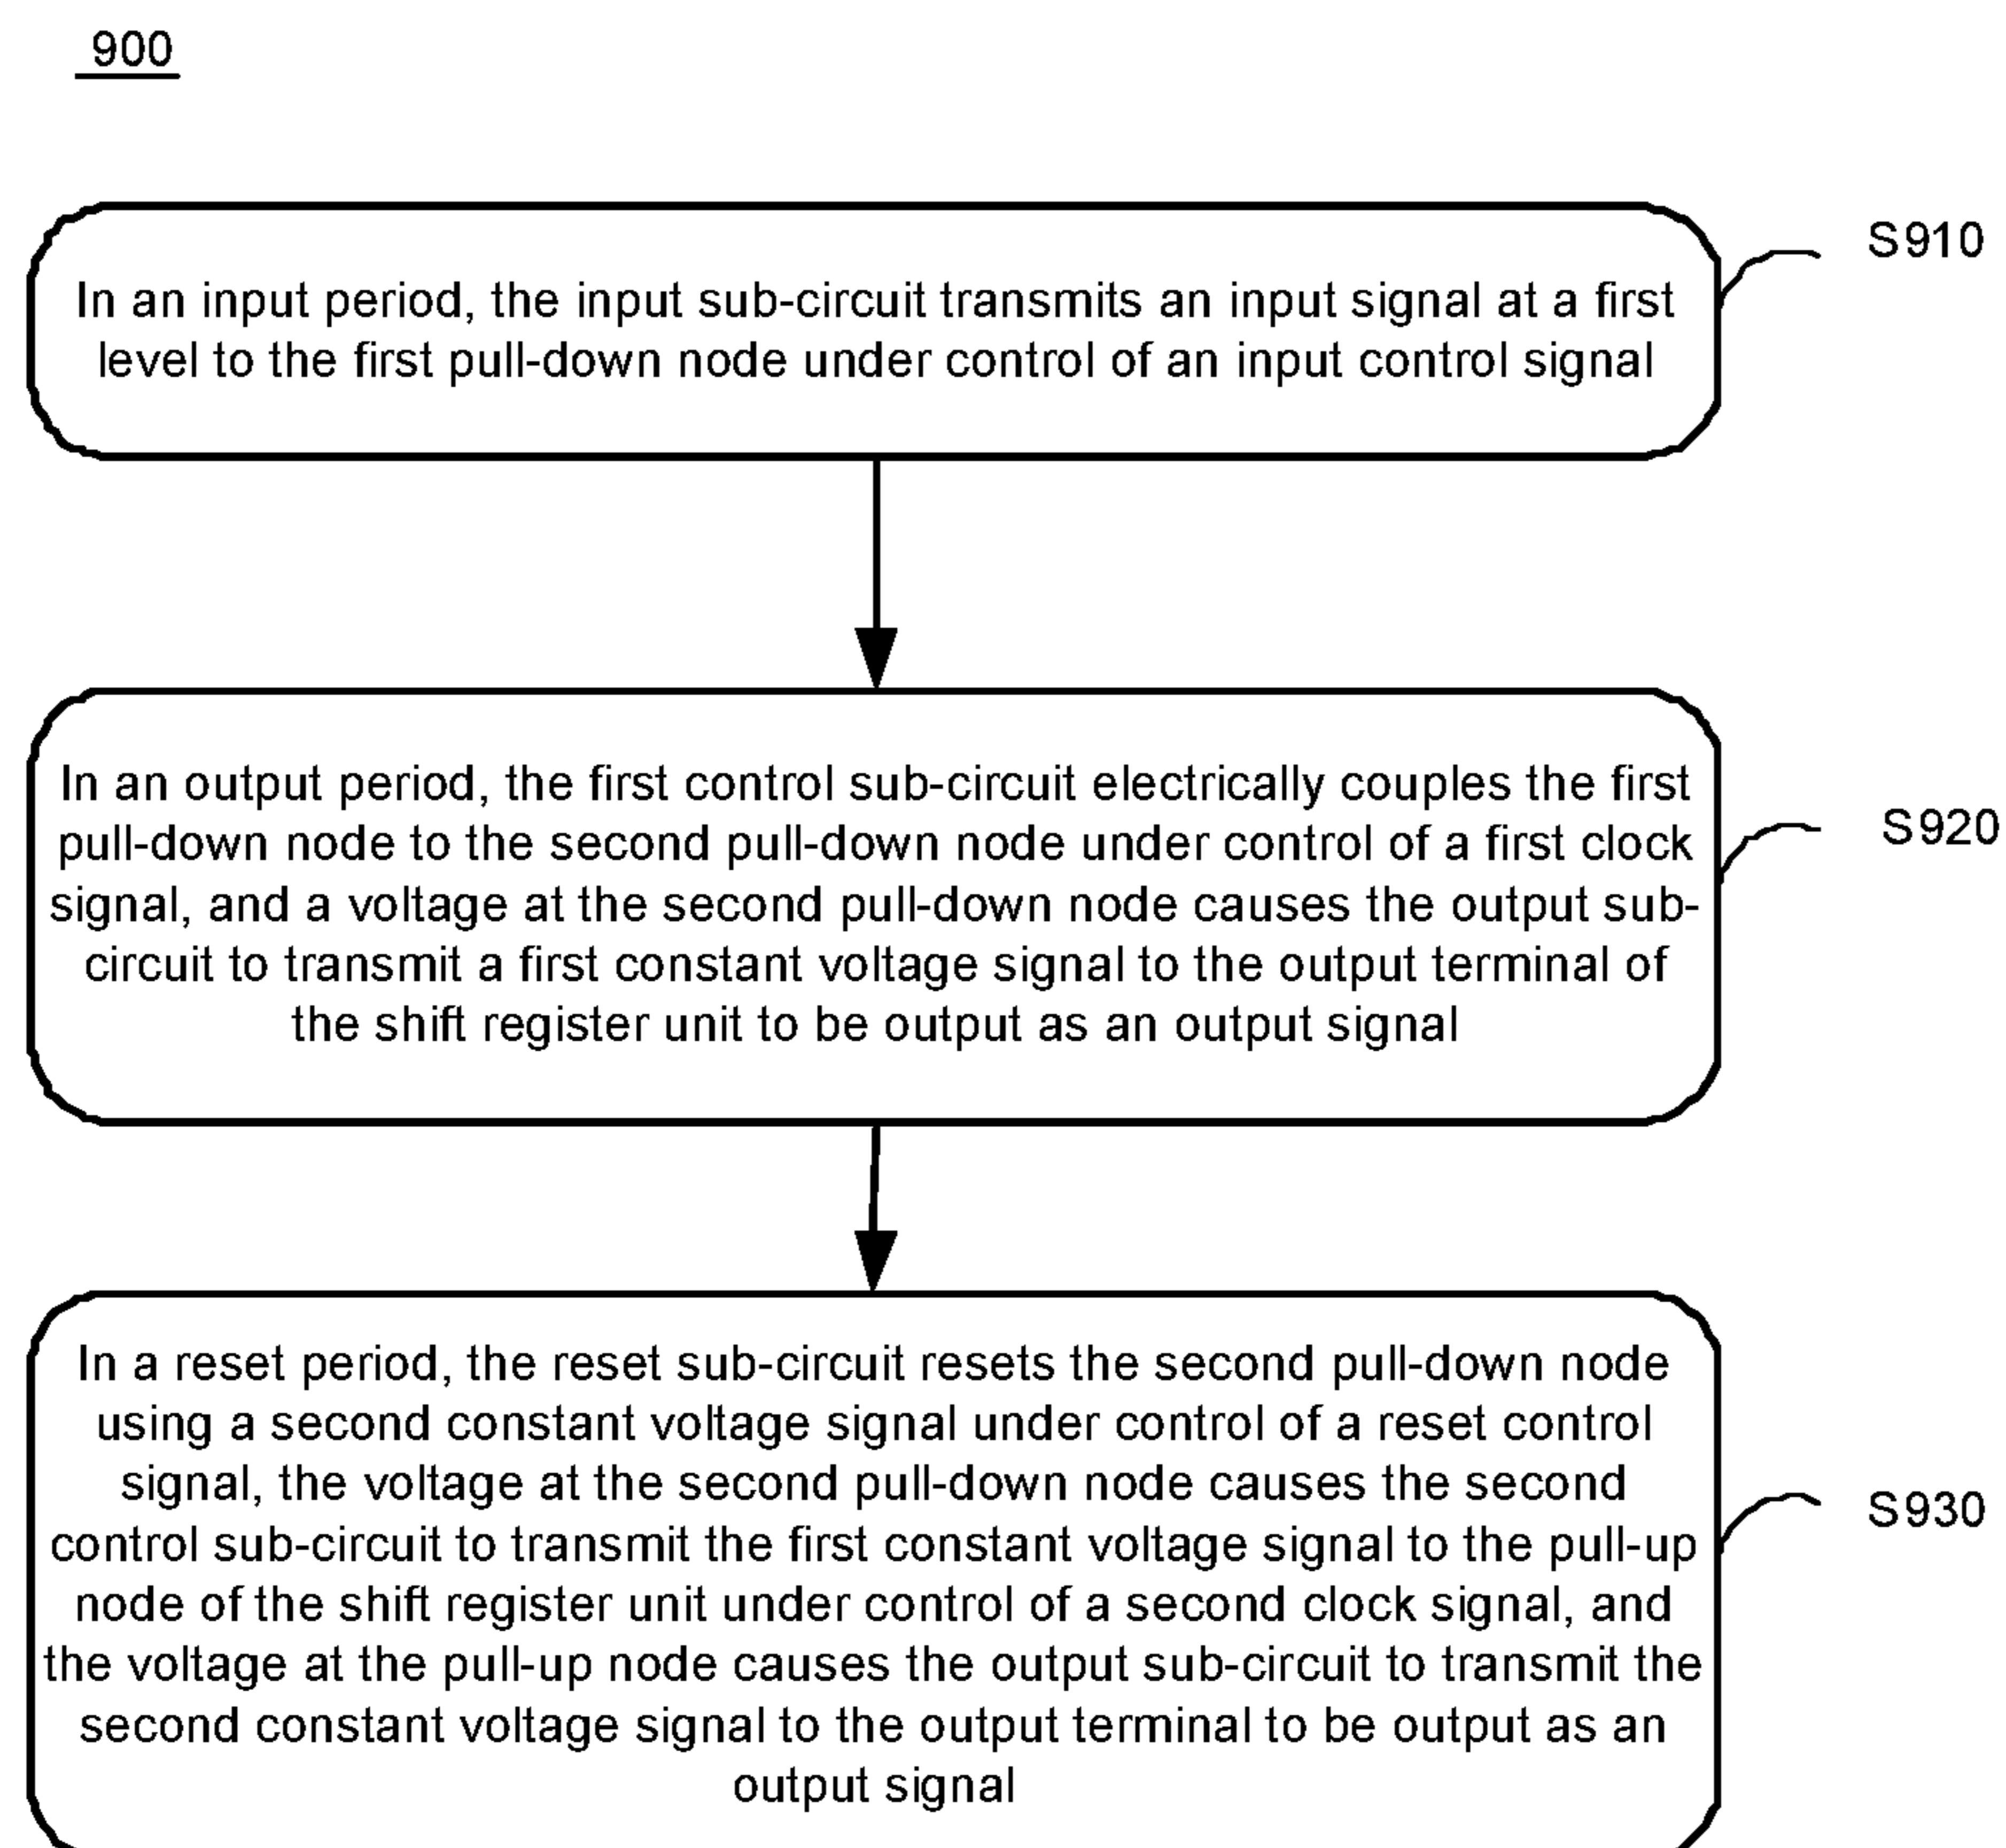 900
In an input period, the input sub-circuit transmits an input signal at a first
level to the first pull-down node under control of an input control signal
S910
In an output period, the first control sub-circuit electrically couples the first
pull-down node to the second pull-down node under control of a first clock
signal, and a voltage at the second pull-down node causes the output sub-
circuit to transmit a first constant voltage signal to the output terminal of
the shift register unit to be output as an output signal
S920
In a reset period, the reset sub-circuit resets the second pull-down node
using a second constant voltage signal under control of a reset control
signal, the voltage at the second pull-down node causes the second
control sub-circuit to transmit the first constant voltage signal to the pull-up
node of the shift register unit under control of a second clock signal, and
the voltage at the pull-up node causes the output sub-circuit to transmit the
second constant voltage signal to the output terminal to be output as an
output signal
S930